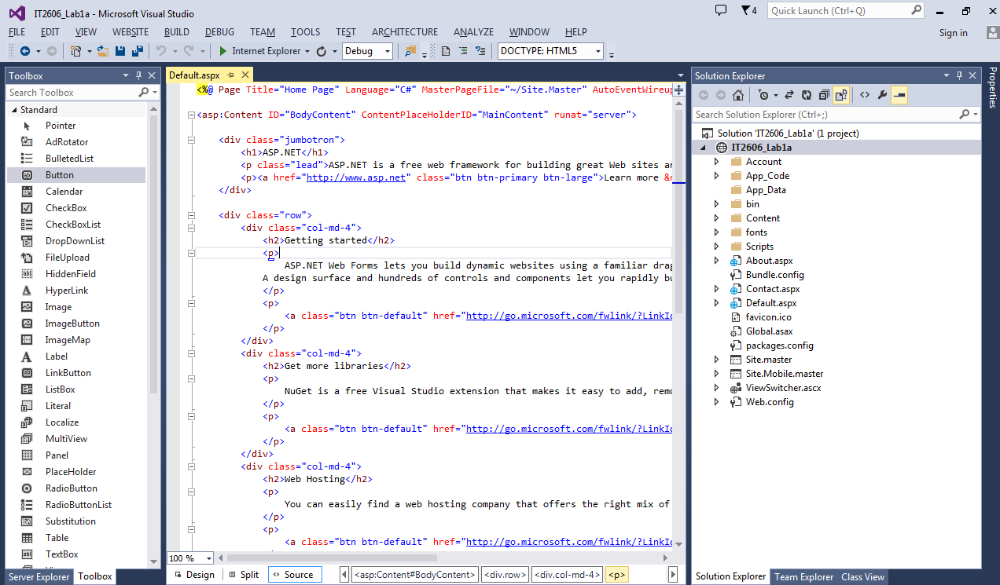 IT2606_Lab1a - Microsoft Visual Studio
4
Quick Launch (Ctrl+Q)
FILE EDIT VIEW WEBSITE BUILD DEBUG TEAM TOOLS TEST ARCHITECTURE ANALYZE WINDOW HELP
Sign in
Internet Explorer Debug DOCTYPE: HTML5
Toolbox
Search Toolbox
Standard
Pointer
AdRotator
BulletedList
Button
Calendar
CheckBox
CheckBoxList
DropDownList
FileUpload
HiddenField
HyperLink
Image
ImageButton
ImageMap
Label
LinkButton
ListBox
Literal
Localize
MultiView
Panel
PlaceHolder
RadioButton
RadioButtonList
Substitution
Table
TextBox
Server Explorer Toolbox
Default.aspx
<%@ Page Title="Home Page" Language="C#" MasterPageFile="~/Site.Master" AutoEventWireup
<asp:Content ID="BodyContent" ContentPlaceHolderID="MainContent" runat="server">
<div class="jumbotron">
<h1>ASP.NET</h1>
<p class="lead">ASP.NET is a free web framework for building great Web sites an
<p><a href="http://www.asp.net" class="btn btn-primary btn-large">Learn more &r
</div>
<div class="row">
<div class="col-md-4">
<h2>Getting started</h2>
<p>
ASP.NET Web Forms lets you build dynamic websites using a familiar drag
A design surface and hundreds of controls and components let you rapidly bu
</p>
<p>
<a class="btn btn-default" href="http://go.microsoft.com/fwlink/?LinkId
</p>
</div>
<div class="col-md-4">
<h2>Get more libraries</h2>
<p>
NuGet is a free Visual Studio extension that makes it easy to add, remo
</p>
<p>
<a class="btn btn-default" href="http://go.microsoft.com/fwlink/?LinkId
</p>
</div>
<div class="col-md-4">
<h2>Web Hosting</h2>
<p>
You can easily find a web hosting company that offers the right mix of
</p>
<p>
<a class="btn btn-default" href="http://go.microsoft.com/fwlink/?LinkId
100 %
Design Split Source <asp:Content#BodyContent> <div.row> <div.col-md-4> <p>
Solution Explorer
Search Solution Explorer (Ctrl+;)
Solution 'IT2606_Lab1a' (1 project)
IT2606_Lab1a
Account
App_Code
App_Data
bin
Content
fonts
Scripts
About.aspx
Bundle.config
Contact.aspx
Default.aspx
favicon.ico
Global.asax
packages.config
Site.master
Site.Mobile.master
ViewSwitcher.ascx
Web.config
Solution Explorer Team Explorer Class View
Properties